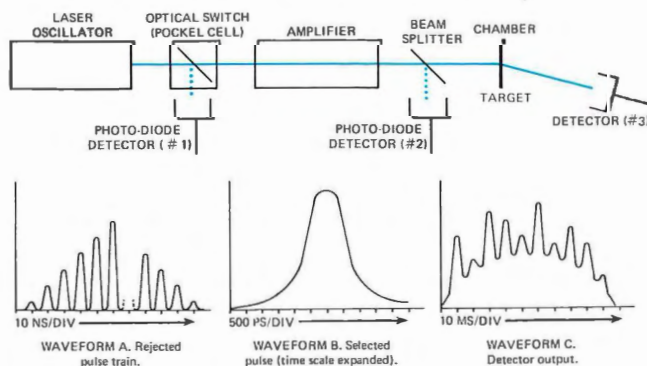 LASER
OSCILLATOR
OPTICAL SWITCH
(POCKEL CELL)
AMPLIFIER
BEAM
SPLITTER
CHAMBER
TARGET
DETECTOR (#3)
PHOTO-DIODE
DETECTOR (#1)
PHOTO-DIODE
DETECTOR (#2)
10 NS/DIV
WAVEFORM A. Rejected
pulse train.
500 PS/DIV
WAVEFORM B. Selected
pulse (time scale expanded).
10 MS/DIV
WAVEFORM C.
Detector output.